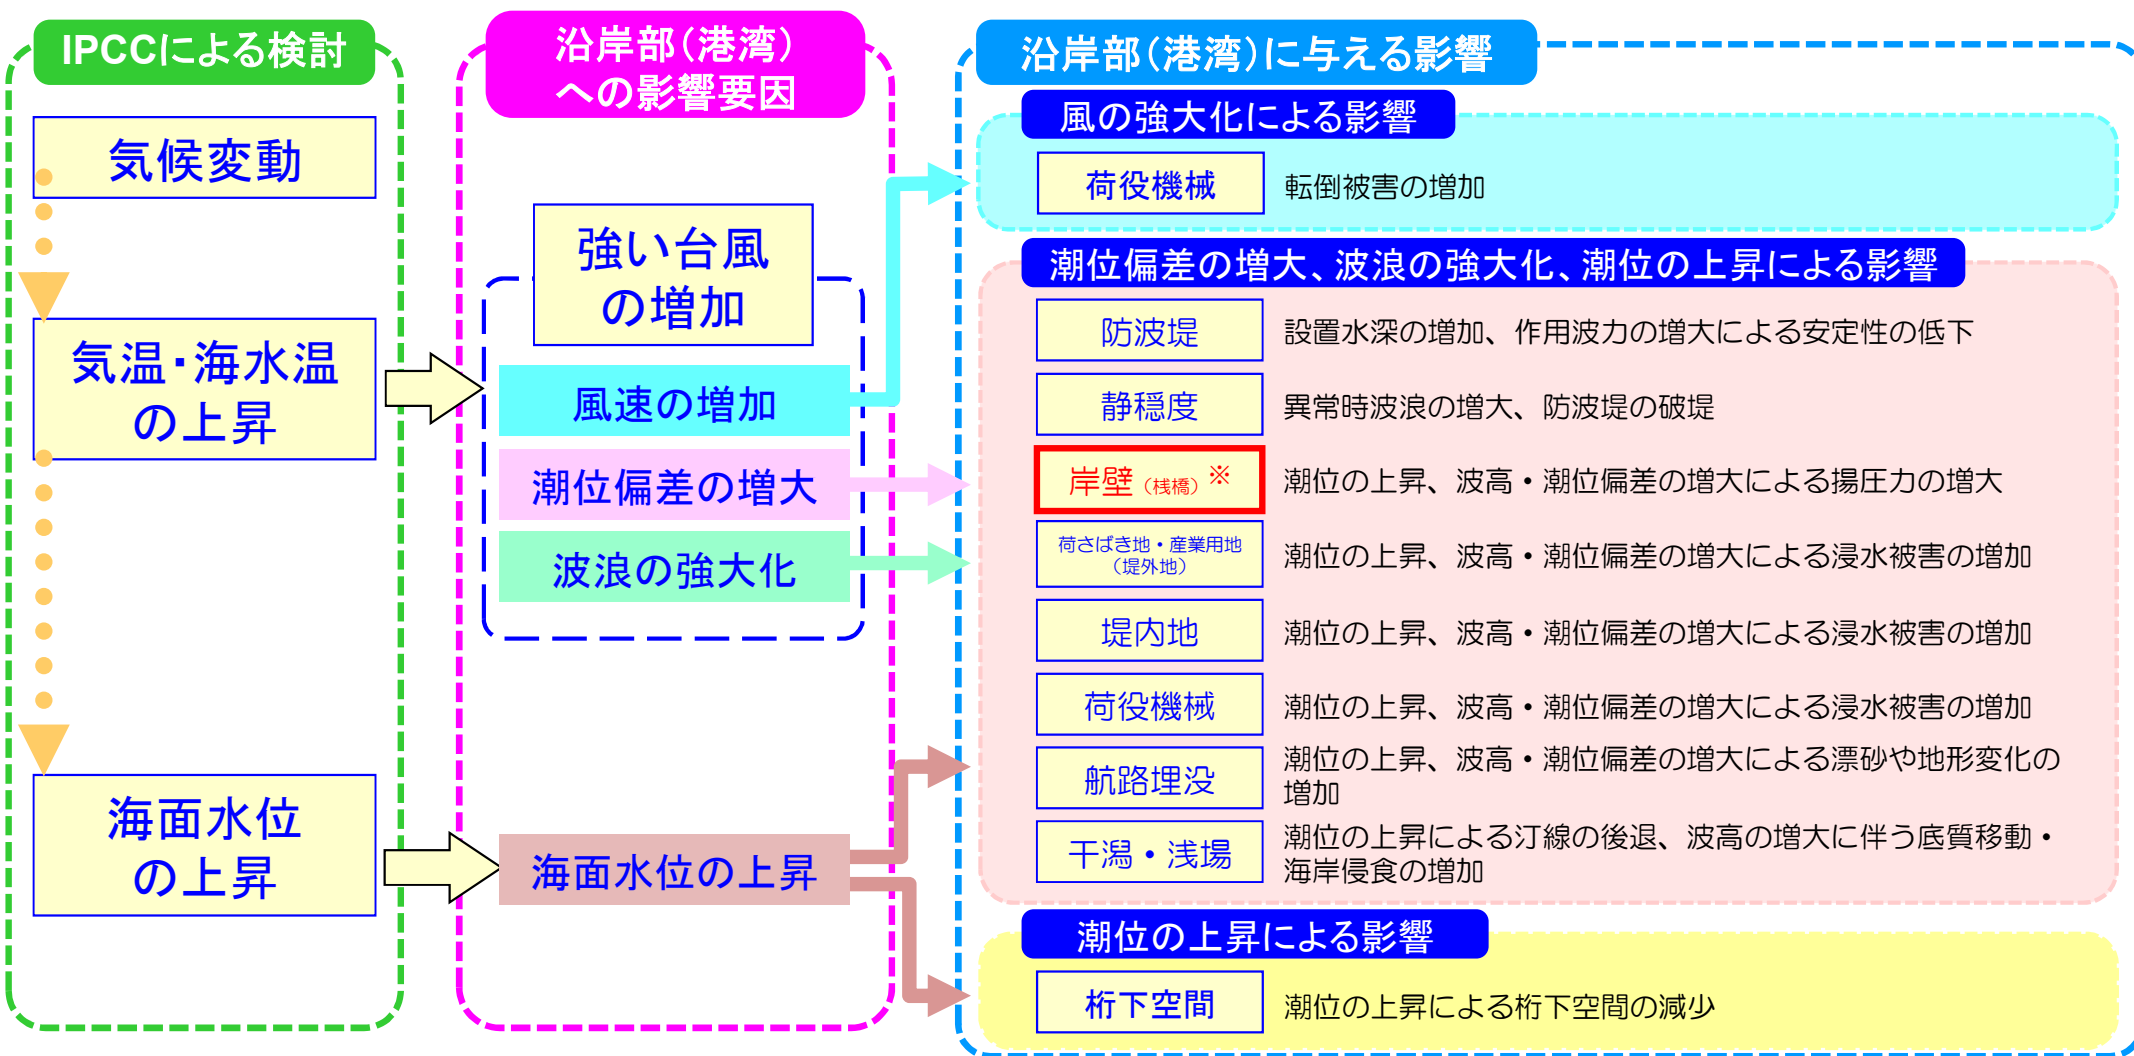 IPCCによる検討
気候変動
気温・海水温
の上昇
海面水位
の上昇
沿岸部（港湾）
への影響要因
強い台風
の増加
風速の増加
潮位偏差の増大
波浪の強大化
海面水位の上昇
沿岸部（港湾）に与える影響
風の強大化による影響
荷役機械
転倒被害の増加
潮位偏差の増大、波浪の強大化、潮位の上昇による影響
防波堤
設置水深の増加、作用波力の増大による安定性の低下
静穏度
異常時波浪の増大、防波堤の破堤
岸壁（桟橋）※
潮位の上昇、波高・潮位偏差の増大による揚圧力の増大
荷さばき地・産業用地
（堤外地）
潮位の上昇、波高・潮位偏差の増大による浸水被害の増加
堤内地
潮位の上昇、波高・潮位偏差の増大による浸水被害の増加
荷役機械
潮位の上昇、波高・潮位偏差の増大による浸水被害の増加
航路埋没
潮位の上昇、波高・潮位偏差の増大による漂砂や地形変化の
増加
干潟・浅場
潮位の上昇による汀線の後退、波高の増大に伴う底質移動・
海岸侵食の増加
潮位の上昇による影響
桁下空間
潮位の上昇による桁下空間の減少